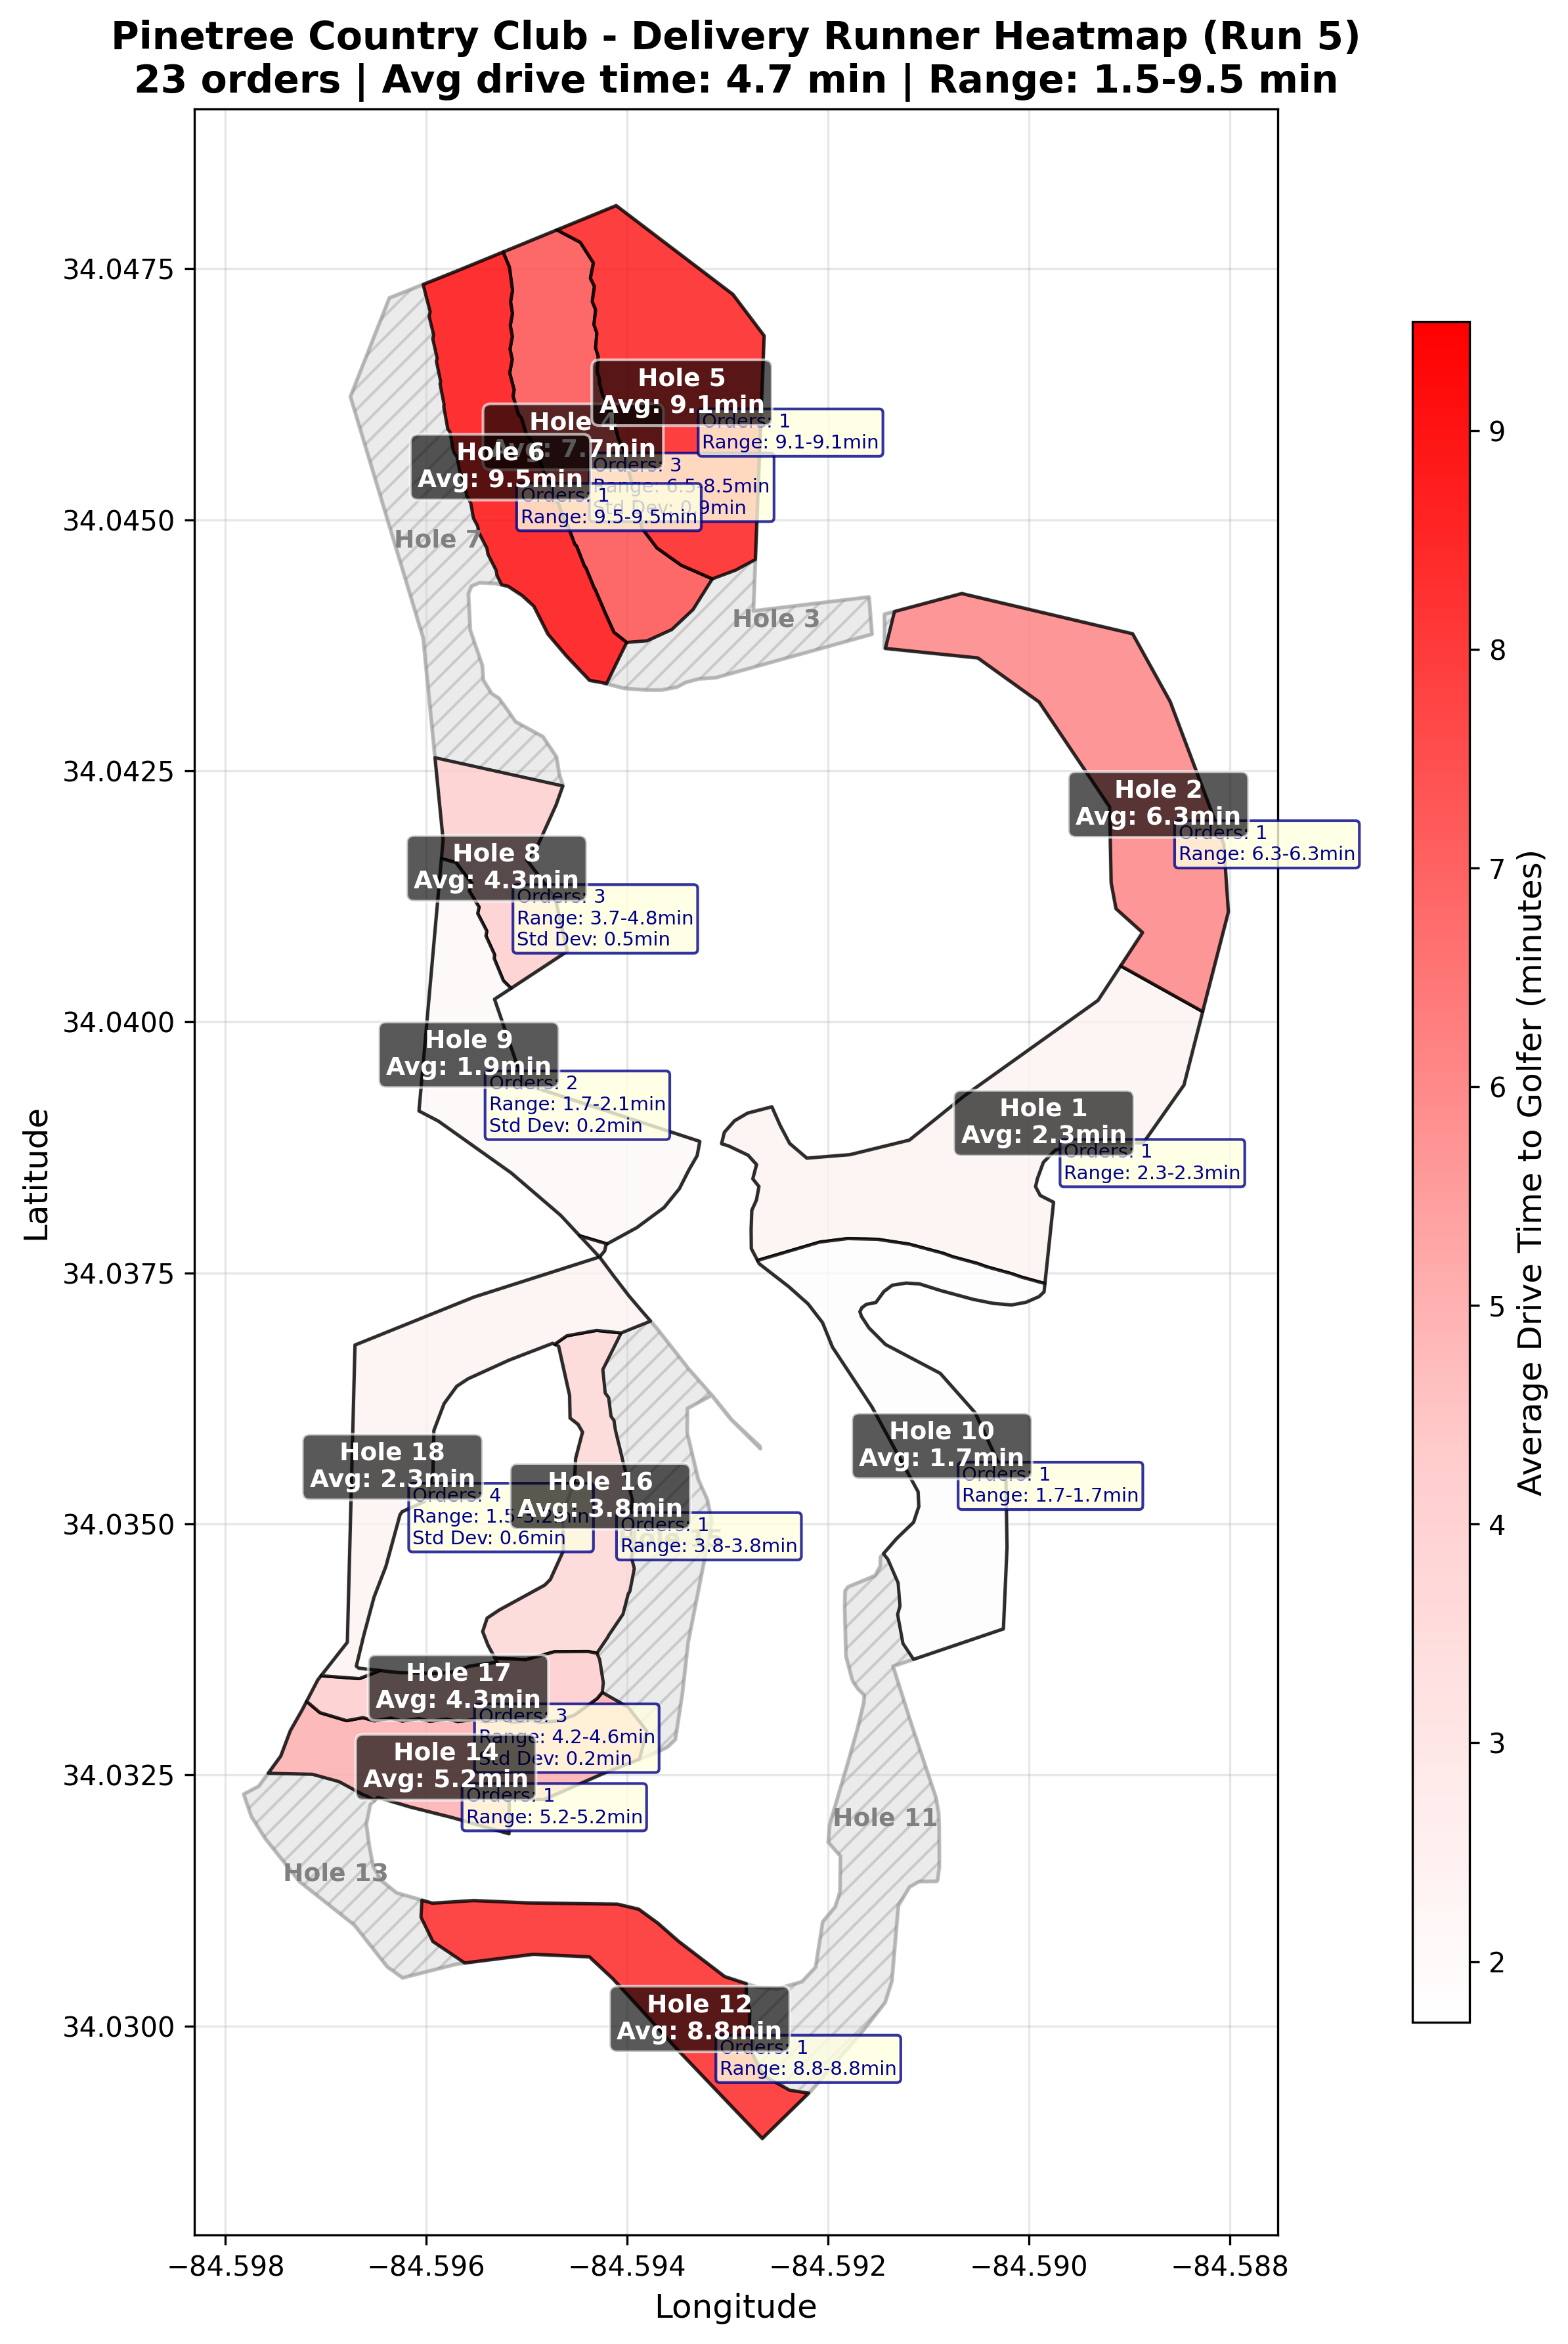 Pinetree Country Club - Delivery Runner Heatmap (Run 5)
23 orders | Avg drive time: 4.7 min | Range: 1.5-9.5 min
Latitude
34.0475
34.0450
34.0425
34.0400
34.0375
34.0350
34.0325
34.0300
Hole 5
Avg: 9.1min
Orders: 1
Range: 9.1-9.1min
Hole 4
Avg: 7.7min
Orders: 3
Range: 6.5-8.5min
Std Dev: 0.9min
Hole 6
Avg: 9.5min
Orders: 1
Range: 9.5-9.5min
Hole 7
Hole 3
Hole 2
Avg: 6.3min
Orders: 1
Range: 6.3-6.3min
Hole 8
Avg: 4.3min
Orders: 3
Range: 3.7-4.8min
Std Dev: 0.5min
Hole 9
Avg: 1.9min
Orders: 2
Range: 1.7-2.1min
Std Dev: 0.2min
Hole 1
Avg: 2.3min
Orders: 1
Range: 2.3-2.3min
Hole 10
Avg: 1.7min
Orders: 1
Range: 1.7-1.7min
Hole 18
Avg: 2.3min
Orders: 4
Range: 1.5-3.2min
Std Dev: 0.6min
Hole 16
Avg: 3.8min
Orders: 1
Range: 3.8-3.8min
Hole 17
Avg: 4.3min
Orders: 3
Range: 4.2-4.6min
Std Dev: 0.2min
Hole 14
Avg: 5.2min
Orders: 1
Range: 5.2-5.2min
Hole 11
Hole 13
Hole 12
Avg: 8.8min
Orders: 1
Range: 8.8-8.8min
−84.598
−84.596
−84.594
−84.592
−84.590
−84.588
Longitude
9
8
7
6
5
4
3
2
Average Drive Time to Golfer (minutes)